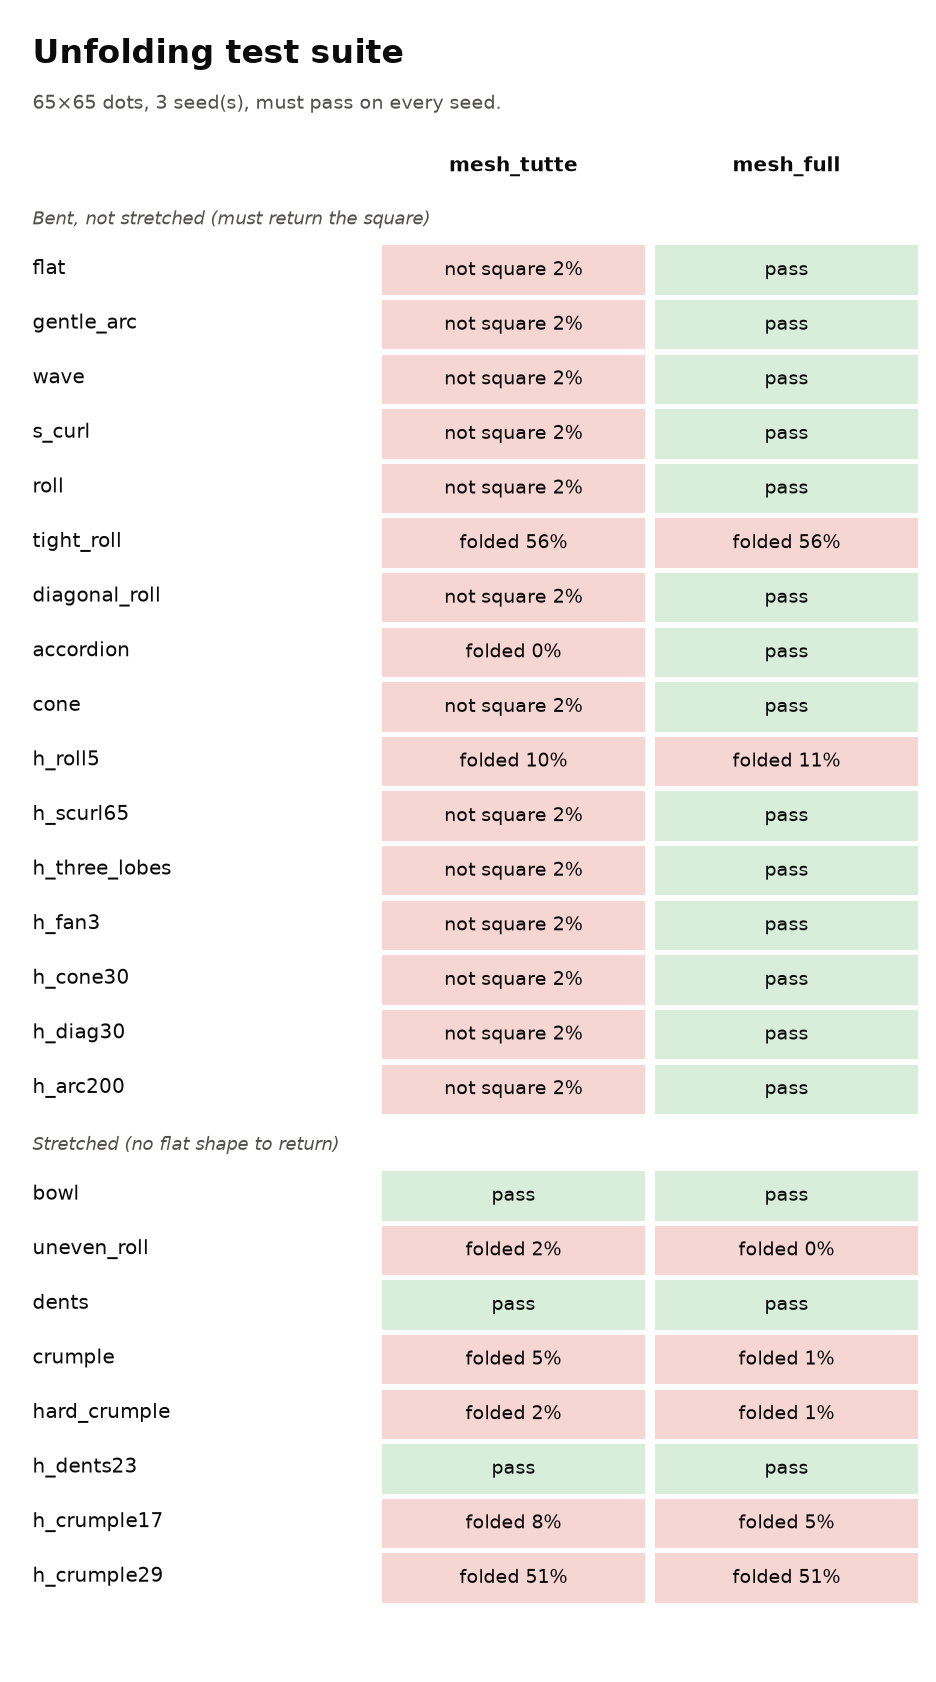 Unfolding test suite
65×65 dots, 3 seed(s), must pass on every seed.
mesh_tutte mesh_full
Bent, not stretched (must return the square)
flat not square 2% pass
gentle_arc not square 2% pass
wave not square 2% pass
s_curl not square 2% pass
roll not square 2% pass
tight_roll folded 56% folded 56%
diagonal_roll not square 2% pass
accordion folded 0% pass
cone not square 2% pass
h_roll5 folded 10% folded 11%
h_scurl65 not square 2% pass
h_three_lobes not square 2% pass
h_fan3 not square 2% pass
h_cone30 not square 2% pass
h_diag30 not square 2% pass
h_arc200 not square 2% pass
Stretched (no flat shape to return)
bowl pass pass
uneven_roll folded 2% folded 0%
dents pass pass
crumple folded 5% folded 1%
hard_crumple folded 2% folded 1%
h_dents23 pass pass
h_crumple17 folded 8% folded 5%
h_crumple29 folded 51% folded 51%